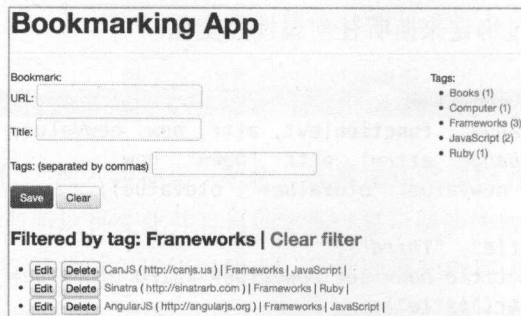 Bookmarking App
Bookmark:
URL:
Title:
Tags: (separated by commas)
Save Clear
Tags:
• Books (1)
• Computer (1)
• Frameworks (3)
• JavaScript (2)
• Ruby (1)
Filtered by tag: Frameworks | Clear filter
• Edit Delete CanJS ( http://canjs.us ) | Frameworks | JavaScript |
• Edit Delete Sinatra ( http://sinatrarb.com ) | Frameworks | Ruby |
• Edit Delete AngularJS ( http://angularjs.org ) | Frameworks | JavaScript |